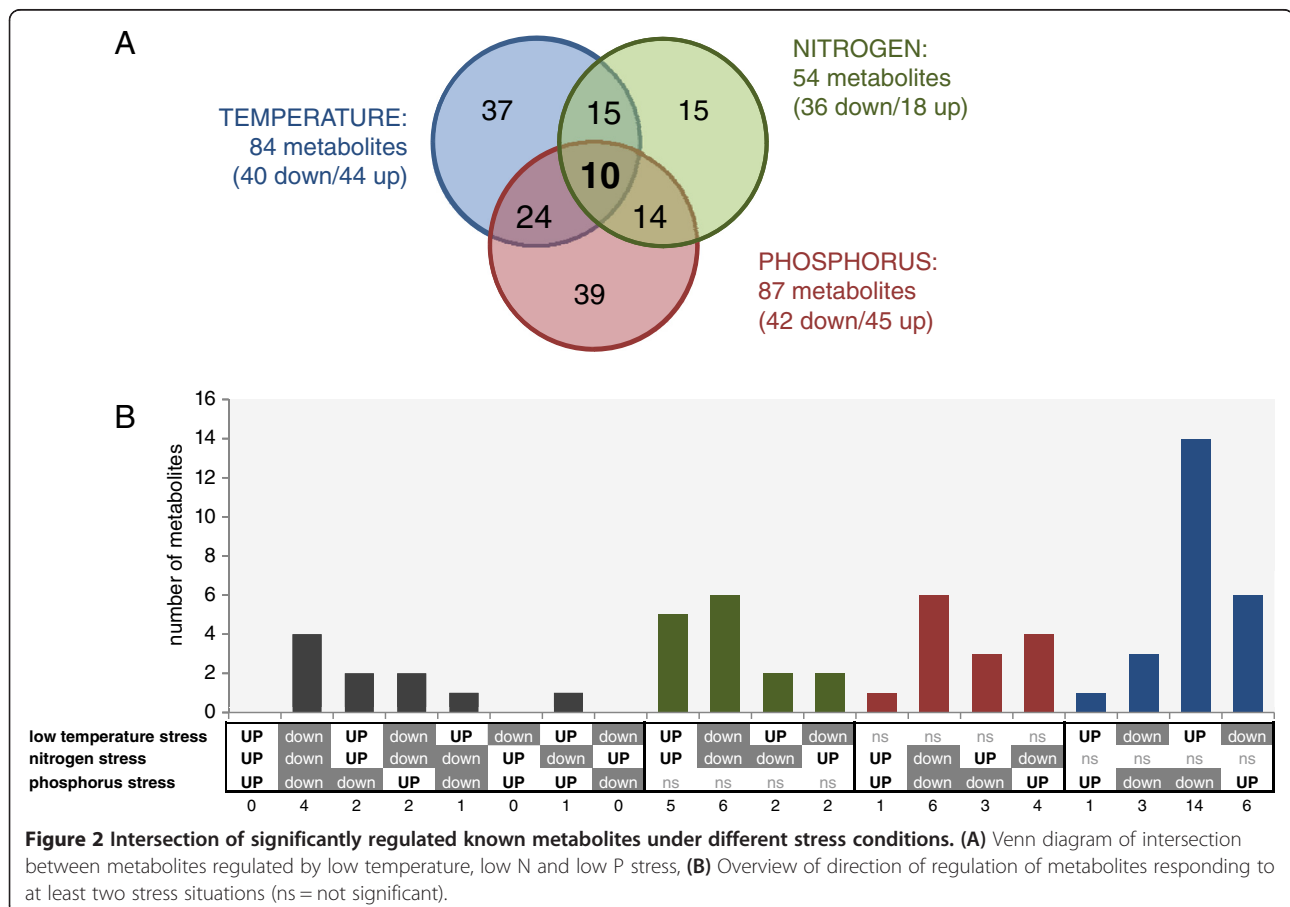 A
TEMPERATURE:
84 metabolites
(40 down/44 up)
NITROGEN:
54 metabolites
(36 down/18 up)
PHOSPHORUS:
87 metabolites
(42 down/45 up)
37 15 15
10
24 14
39
B
number of metabolites
16
14
12
10
8
6
4
2
0
low temperature stress UP down UP down UP down UP down UP down UP down ns ns ns ns UP down UP down
nitrogen stress UP down UP down down UP down UP UP down down UP UP down UP down ns ns ns ns
phosphorus stress UP down down UP down UP UP down ns ns ns ns UP down down UP UP down down UP
0 4 2 2 1 0 1 0 5 6 2 2 1 6 3 4 1 3 14 6
Figure 2 Intersection of significantly regulated known metabolites under different stress conditions. (A) Venn diagram of intersection
between metabolites regulated by low temperature, low N and low P stress, (B) Overview of direction of regulation of metabolites responding to
at least two stress situations (ns = not significant).